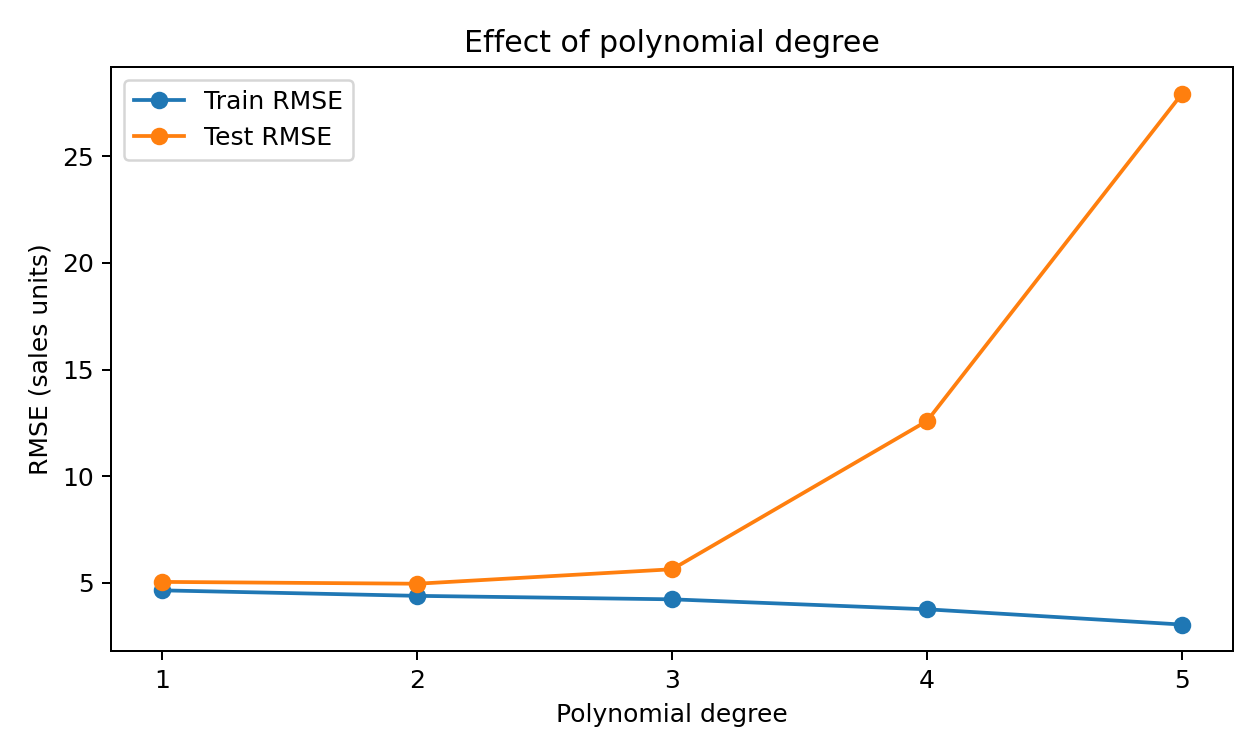 Effect of polynomial degree
Train RMSE
Test RMSE
RMSE (sales units)
25
20
15
10
5
1 2 3 4 5
Polynomial degree